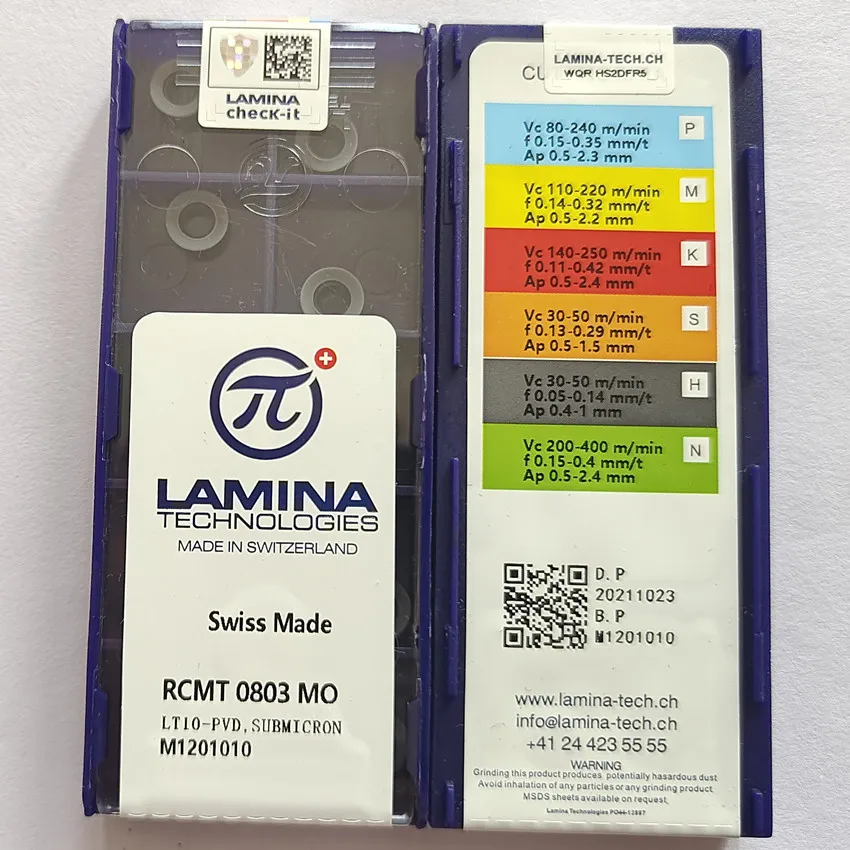 LAMINA
check-it
π
LAMINA
TECHNOLOGIES
MADE IN SWITZERLAND
Swiss Made
RCMT 0803 MO
LT10-PVD,SUBMICRON
M1201010
LAMINA-TECH.CH
WQR HS2DFR5
CU
Vc 80-240 m/min
f 0.15-0.35 mm/t
Ap 0.5-2.3 mm
P
Vc 110-220 m/min
f 0.14-0.32 mm/t
Ap 0.5-2.2 mm
M
Vc 140-250 m/min
f 0.11-0.42 mm/t
Ap 0.5-2.4 mm
K
Vc 30-50 m/min
f 0.13-0.29 mm/t
Ap 0.5-1.5 mm
S
Vc 30-50 m/min
f 0.05-0.14 mm/t
Ap 0.4-1 mm
H
Vc 200-400 m/min
f 0.15-0.4 mm/t
Ap 0.5-2.4 mm
N
D.P
20211023
B.P
M1201010
www.lamina-tech.ch
info@lamina-tech.ch
+41 24 423 55 55
WARNING
Grinding this product produces potentially hazardous dust
Avoid inhalation of any particles or any grinding product.
MSDS sheets available on request.
Lamina Technologies